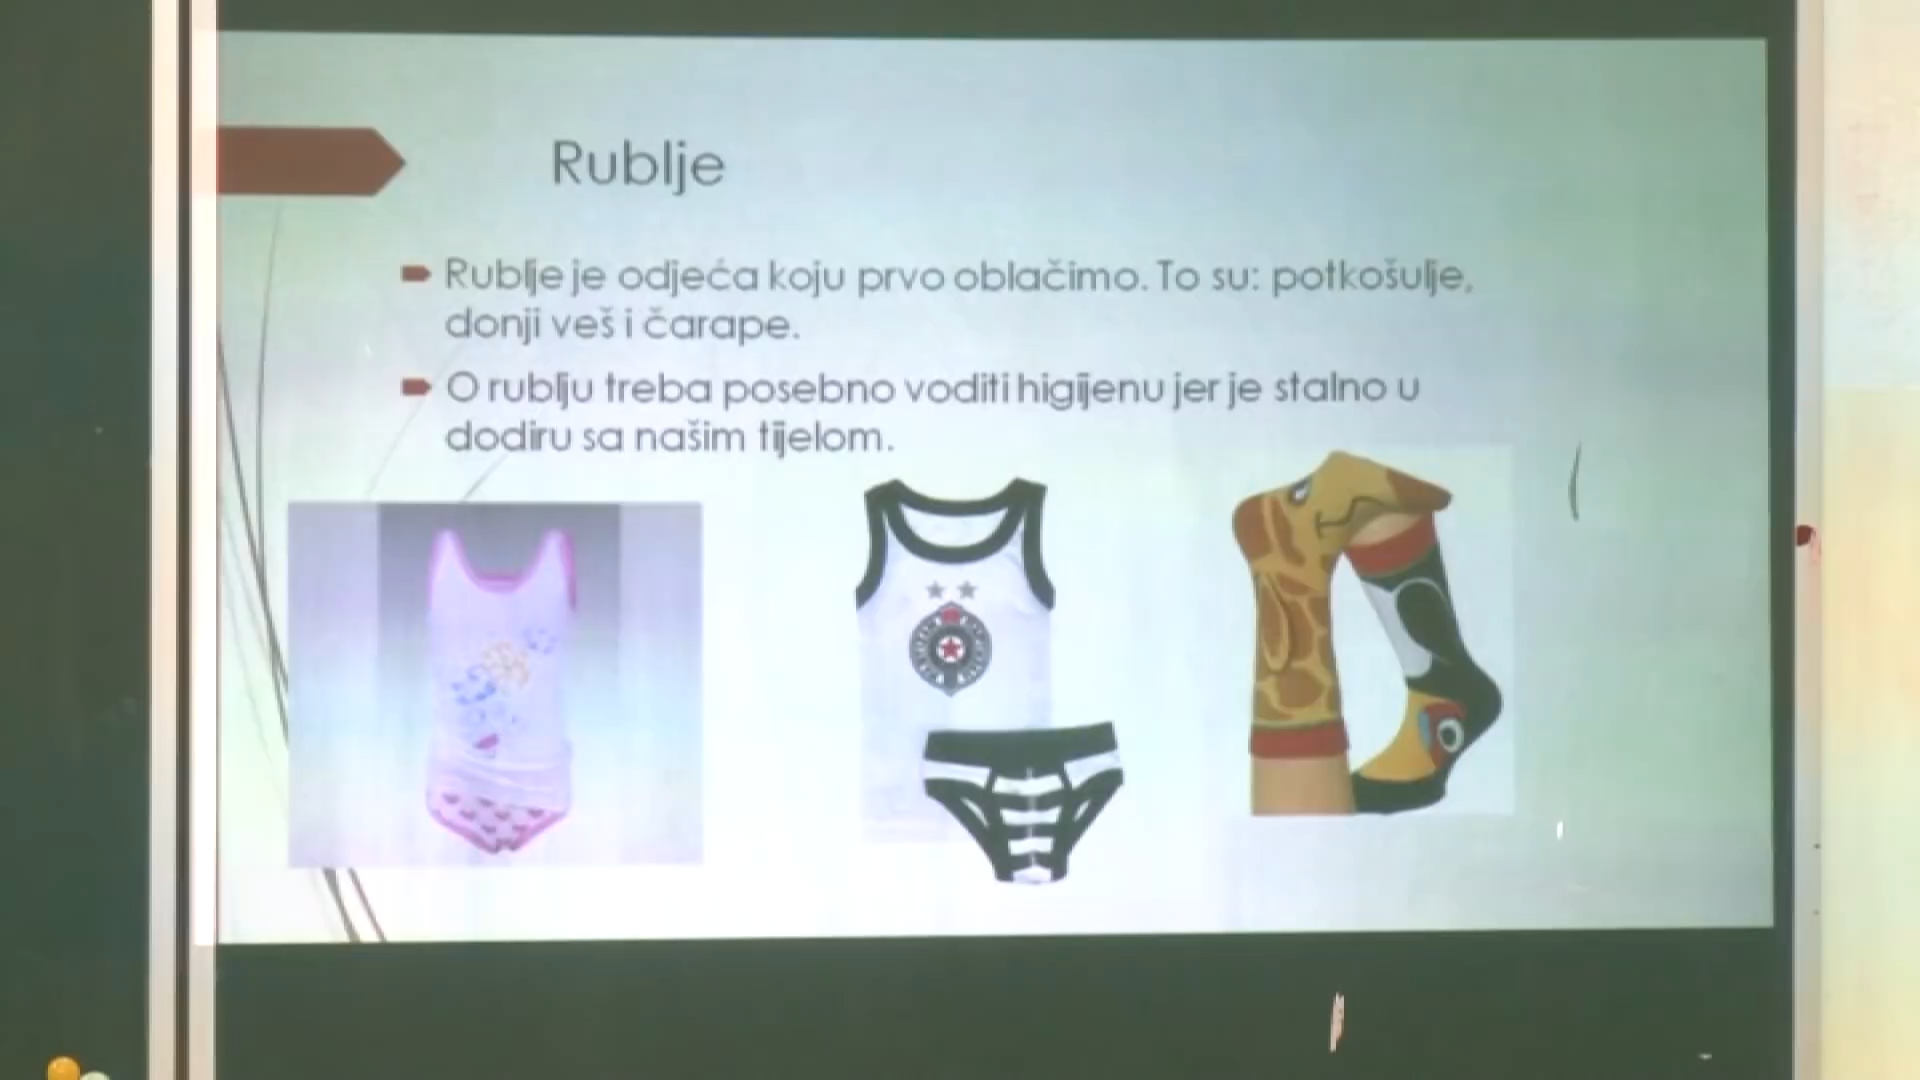 Rublje
Rublje je odjeća koju prvo oblačimo. To su: potkošulje,
donji veš i čarape.
O rublju treba posebno voditi higijenu jer je stalno u
dodiru sa našim tijelom.